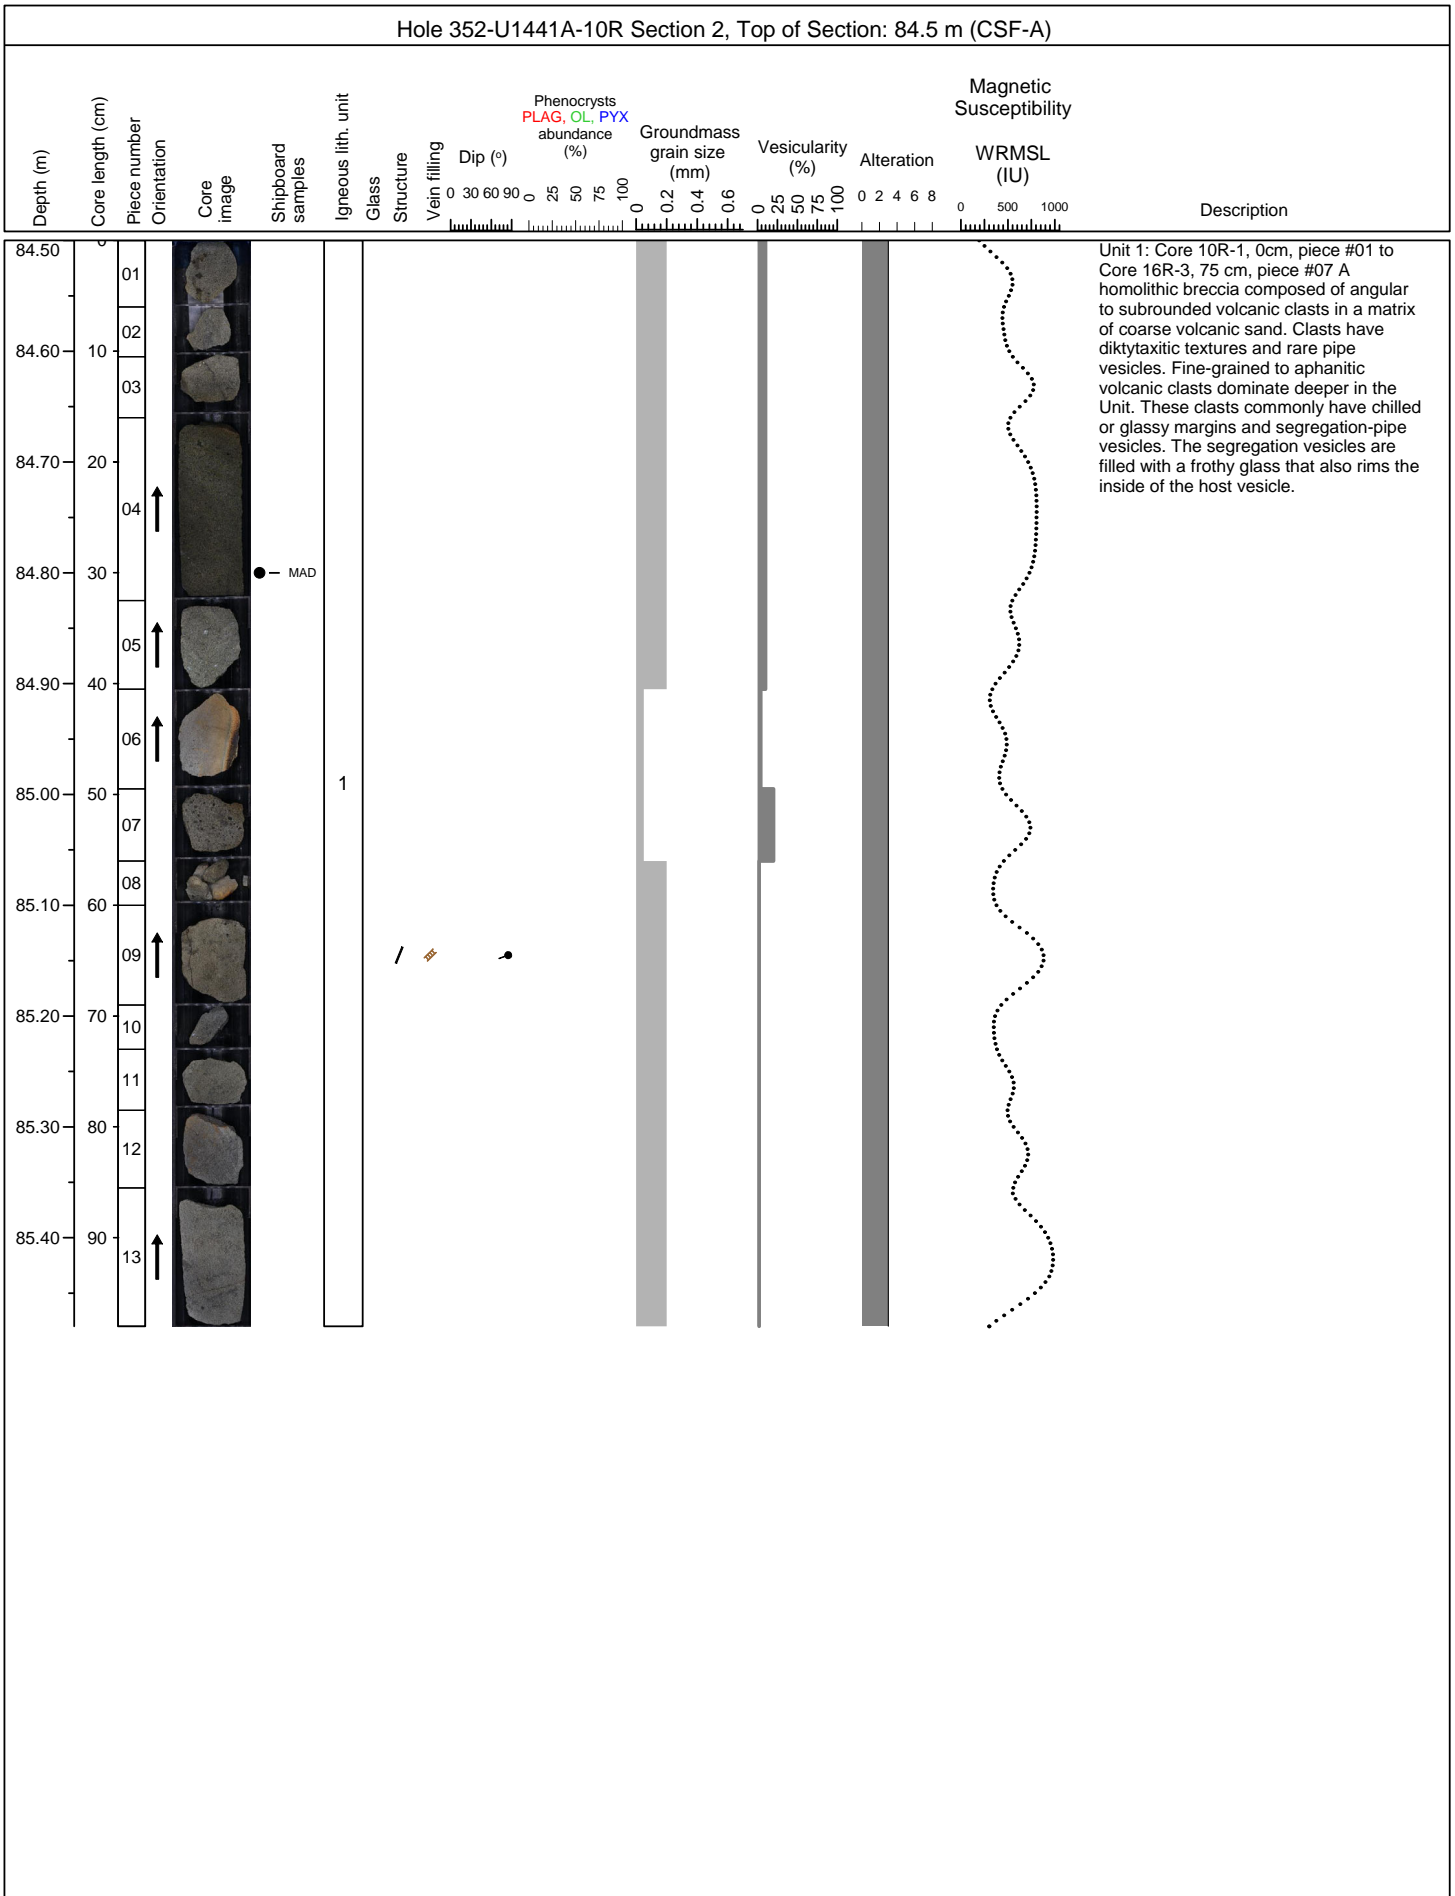 Hole 352-U1441A-10R Section 2, Top of Section: 84.5 m (CSF-A)
Depth (m)
Core length (cm)
Piece number
Orientation
Core
image
Shipboard
samples
Igneous lith. unit
Glass
Structure
Vein filling
Dip (º)
0 30 60 90
Phenocrysts
PLAG, OL, PYX
abundance
(%)
0 25 50 75 100
Groundmass
grain size
(mm)
0 0.2 0.4 0.6
Vesicularity
(%)
0 25 50 75 100
Alteration
0 2 4 6 8
Magnetic
Susceptibility
WRMSL
(IU)
0 500 1000
Description
84.50 0
01
02
84.60 10
03
84.70 20
04
84.80 30 MAD
05
84.90 40
06
85.00 50 1
07
08
85.10 60
09
85.20 70
10
11
85.30 80
12
85.40 90
13
Unit 1: Core 10R-1, 0cm, piece #01 to
Core 16R-3, 75 cm, piece #07 A
homolithic breccia composed of angular
to subrounded volcanic clasts in a matrix
of coarse volcanic sand. Clasts have
diktytaxitic textures and rare pipe
vesicles. Fine-grained to aphanitic
volcanic clasts dominate deeper in the
Unit. These clasts commonly have chilled
or glassy margins and segregation-pipe
vesicles. The segregation vesicles are
filled with a frothy glass that also rims the
inside of the host vesicle.